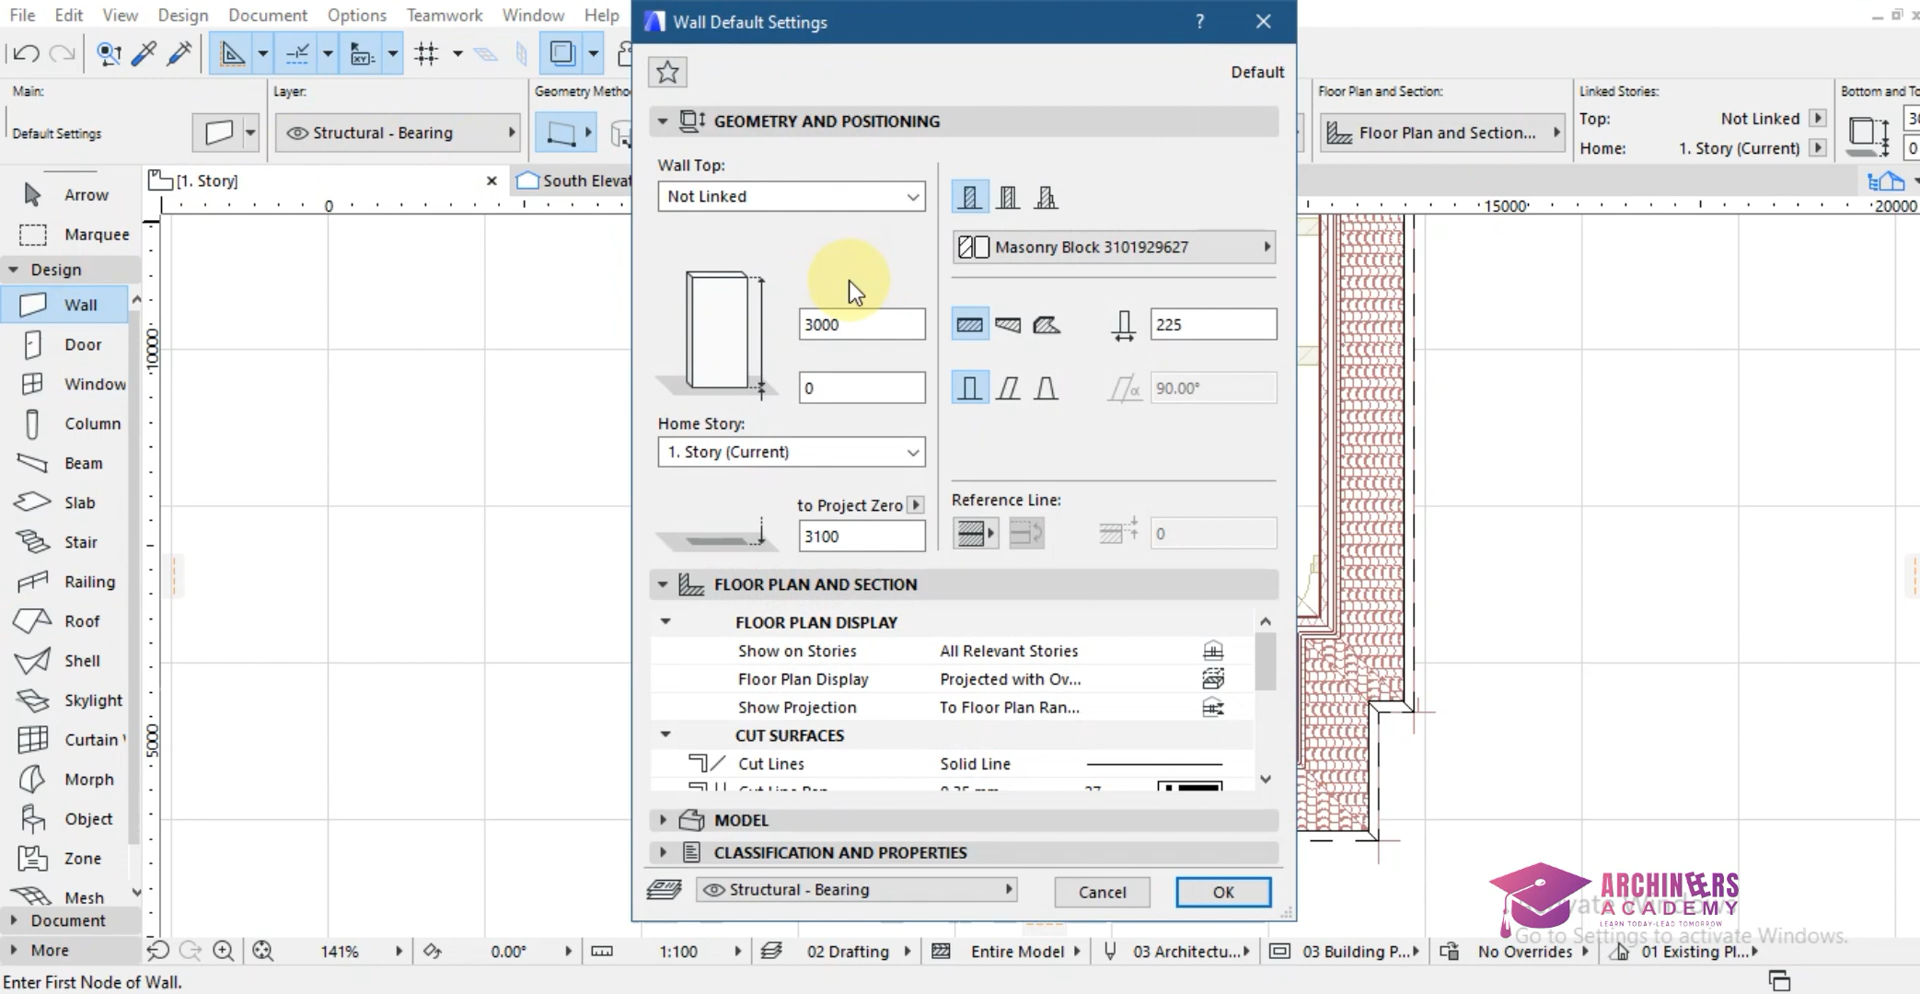 File Edit View Design Document Options Teamwork Window Help
Wall Default Settings
?
Default
Main:
Default Settings
Layer:
Structural - Bearing
Geometry Metho
Floor Plan and Section:
Floor Plan and Section...
Linked Stories:
Top: Not Linked
Home: 1. Story (Current)
Bottom and To
0
[1. Story]
South Eleva
0
15000
20000
10000
5000
Arrow
Marquee
Design
Wall
Door
Window
Column
Beam
Slab
Stair
Railing
Roof
Shell
Skylight
Curtain
Morph
Object
Zone
Mesh
Document
More
GEOMETRY AND POSITIONING
Wall Top:
Not Linked
3000
0
Home Story:
1. Story (Current)
to Project Zero
3100
Masonry Block 3101929627
225
α
90.00°
Reference Line:
0
FLOOR PLAN AND SECTION
FLOOR PLAN DISPLAY
Show on Stories All Relevant Stories
Floor Plan Display Projected with Ov...
Show Projection To Floor Plan Ran...
CUT SURFACES
Cut Lines Solid Line
MODEL
CLASSIFICATION AND PROPERTIES
Structural - Bearing
Cancel
OK
ARCHINEERS
ACADEMY
LEARN TODAY-LEAD TOMORROW
Go to Settings to activate Windows.
141% 0.00° 1:100 02 Drafting Entire Model 03 Architectu... 03 Building P... No Overrides 01 Existing Pl...
Enter First Node of Wall.